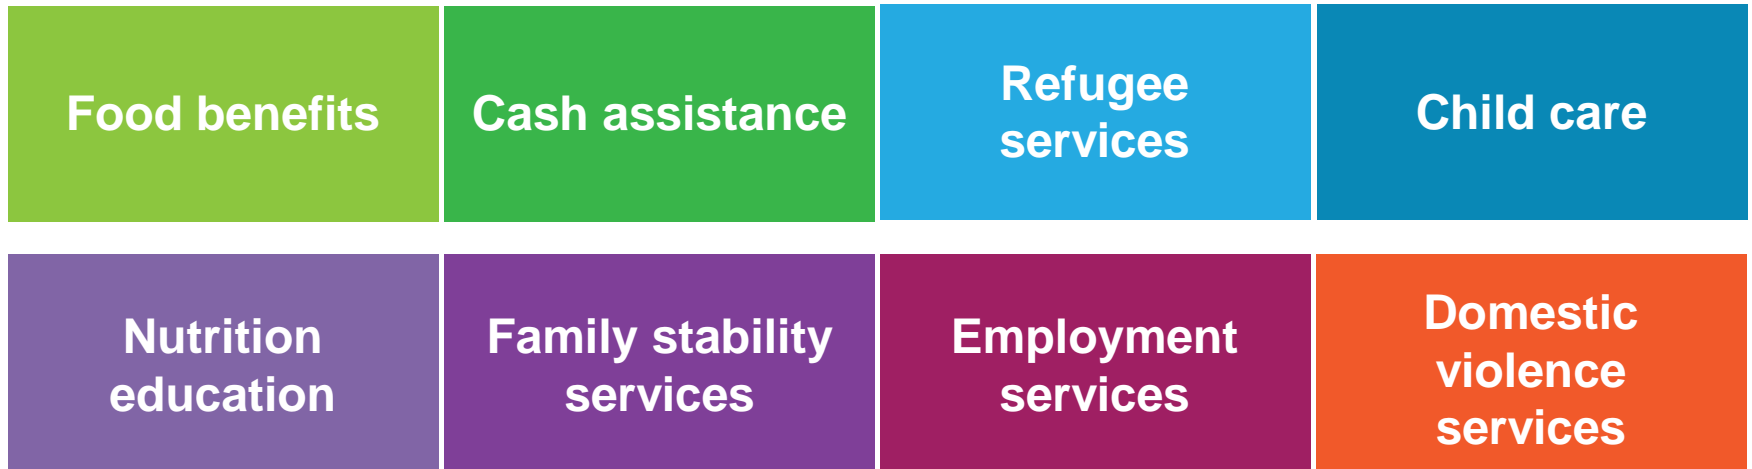 Food benefits
Cash assistance
Refugee
services
Child care
Nutrition
education
Family stability
services
Employment
services
Domestic
violence
services